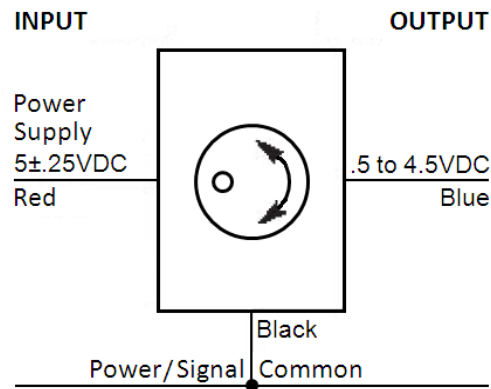 INPUT
OUTPUT
Power
Supply
5±.25VDC
Red
.5 to 4.5VDC
Blue
Black
Power/Signal Common